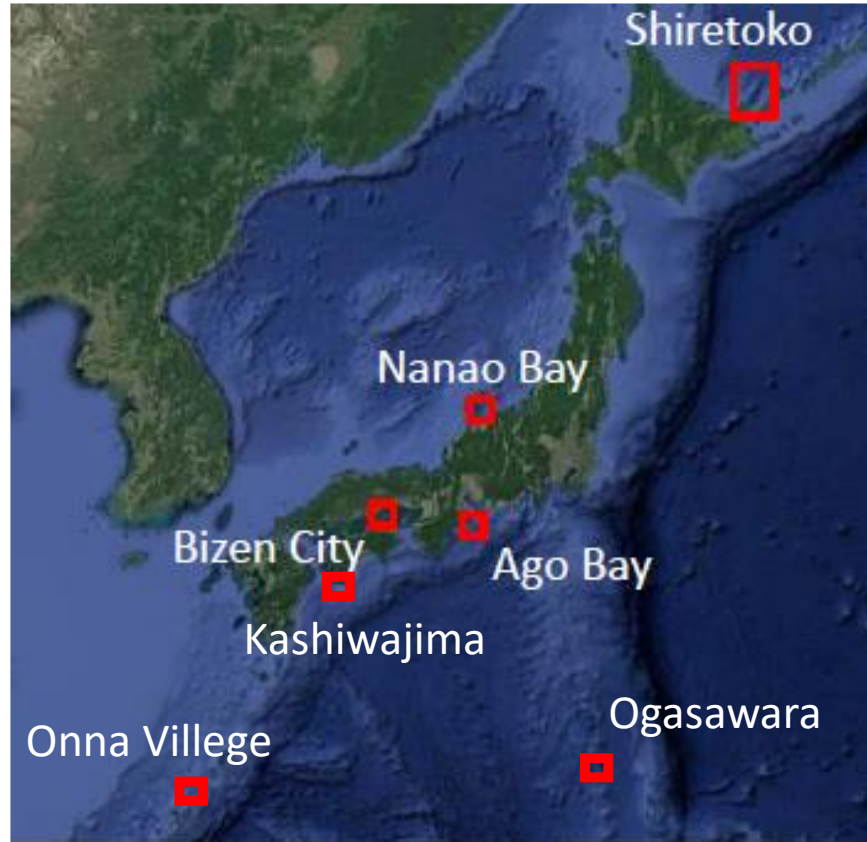 Shiretoko
Nanao Bay
Bizen City
Ago Bay
Kashiwajima
Ogasawara
Onna Villege